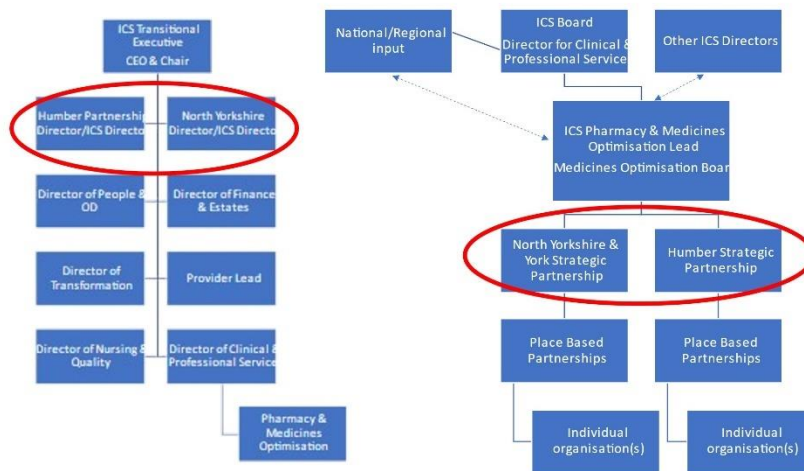 ICS Transitional
Executive
CEO & Chair
Humber Partnership
Director/ICS Director
North Yorkshire
Director/ICS Director
Director of People &
OD
Director of Finance
& Estates
Director of
Transformation
Provider Lead
Director of Nursing &
Quality
Director of Clinical &
Professional Service
Pharmacy &
Medicines
Optimisation
National/Regional
input
ICS Board
Director for Clinical &
Professional Service
Other ICS Directors
ICS Pharmacy & Medicines
Optimisation Lead
Medicines Optimisation Boar
North Yorkshire &
York Strategic
Partnership
Humber Strategic
Partnership
Place Based
Partnerships
Place Based
Partnerships
Individual
organisation(s)
Individual
organisation(s)